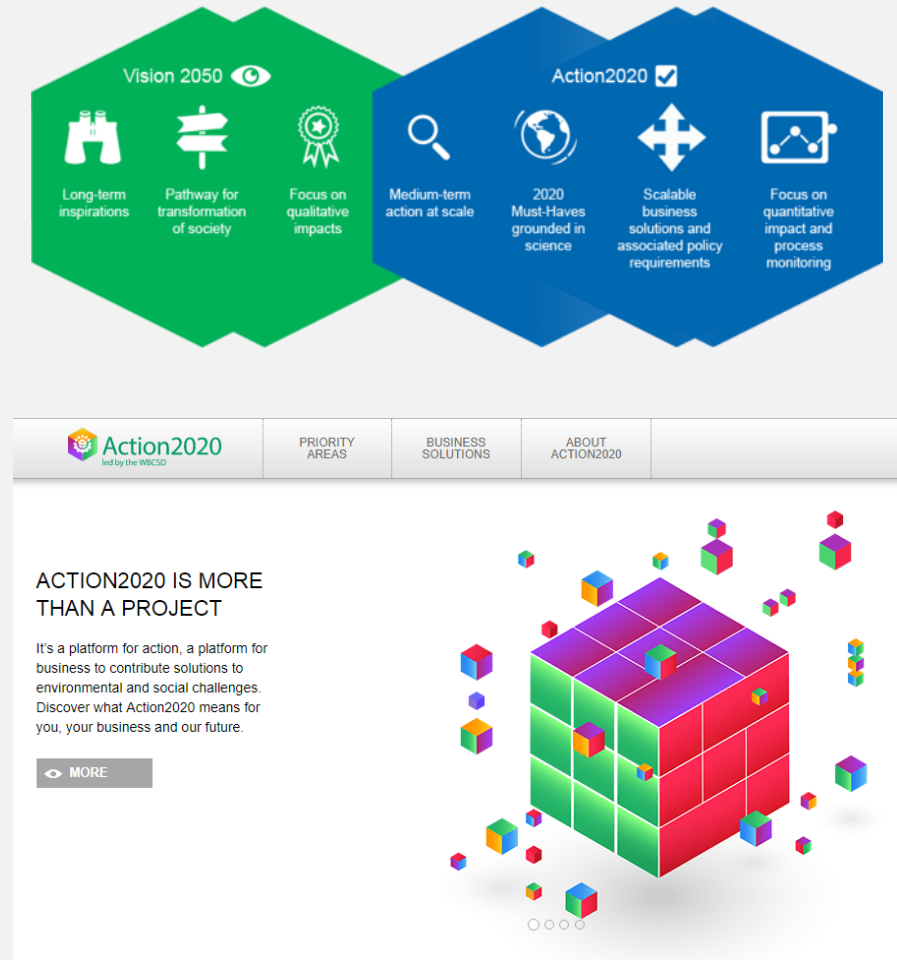 Vision 2050
Action2020
Long-term
inspirations
Pathway for
transformation
of society
Focus on
qualitative
impacts
Medium-term
action at scale
2020
Must-Haves
grounded in
science
Scalable
business
solutions and
associated policy
requirements
Focus on
quantitative
impact and
process
monitoring
Action2020
led by the WBCSD
PRIORITY
AREAS
BUSINESS
SOLUTIONS
ABOUT
ACTION2020
ACTION2020 IS MORE
THAN A PROJECT
It's a platform for action, a platform for
business to contribute solutions to
environmental and social challenges.
Discover what Action2020 means for
you, your business and our future.
MORE